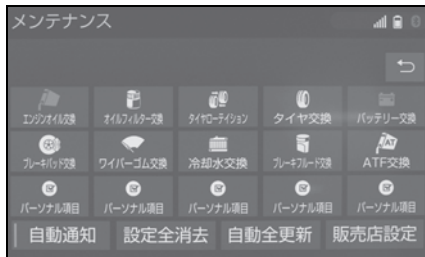 メンテナンス
エンジンオイル交換 オイルフィルター交換 タイヤローテイション タイヤ交換 バッテリー交換
ブレーキパッド交換 ワイパーゴム交換 冷却水交換 ブレーキフルード交換 ATF交換
パーソナル項目 パーソナル項目 パーソナル項目 パーソナル項目 パーソナル項目
自動通知 設定全消去 自動全更新 販売店設定